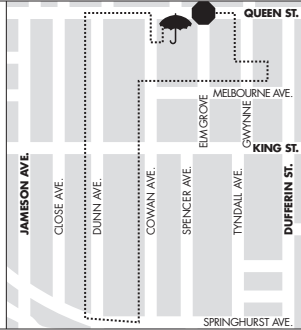 QUEEN ST.
MELBOURNE AVE.
ELM GROVE
GWYNNE
KING ST.
JAMESON AVE.
CLOSE AVE.
DUNN AVE.
COWAN AVE.
SPENCER AVE.
TYNDALL AVE.
DUFFERIN ST.
SPRINGHURST AVE.